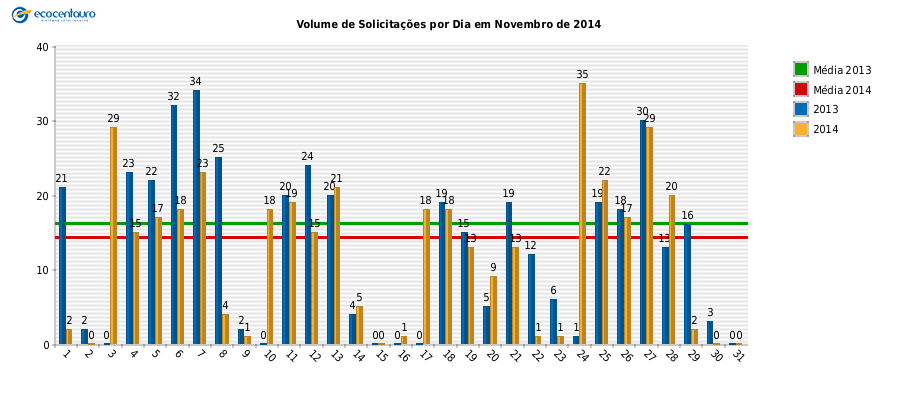 ecocentauro
Volume de Solicitações por Dia em Novembro de 2014
Média 2013
Média 2014
2013
2014
40
30
20
10
0
21 2 2 0 0 29 23 15 22 17 32 18 34 23 25 4 2 1 0 18 20 19 24 15 20 21 4 5 0 0 0 1 0 18 19 18 15 13 5 9 19 13 12 1 6 1 1 35 19 22 18 17 30 29 13 20 16 2 3 0 0 0
1 2 3 4 5 6 7 8 9 10 11 12 13 14 15 16 17 18 19 20 21 22 23 24 25 26 27 28 29 30 31